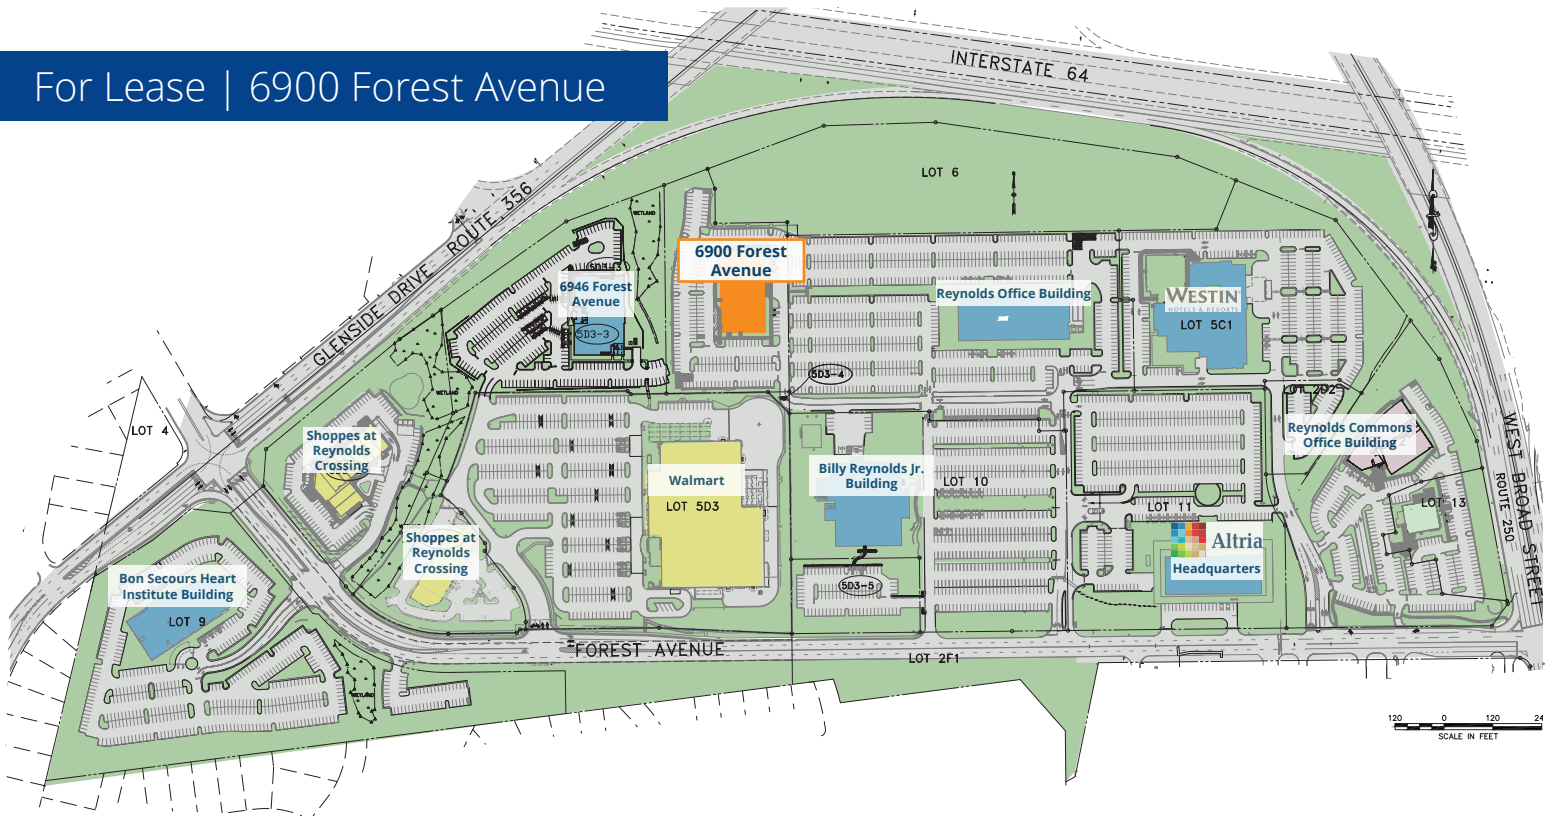 For Lease | 6900 Forest Avenue
INTERSTATE 64
GLENSIDE DRIVE ROUTE 356
LOT 6
WETLAND
6900 Forest
Avenue
6946 Forest
Avenue
5D3-3
Reynolds Office Building
WESTIN
HOTELS & RESORTS
LOT 5C1
5D3-4
WETLAND
LOT 4
Shoppes at
Reynolds
Crossing
Reynolds Commons
Office Building
WEST BROAD STREET
ROUTE 250
Walmart
LOT 5D3
Billy Reynolds Jr.
Building
LOT 10
LOT 11
LOT 13
Shoppes at
Reynolds
Crossing
Altria
Headquarters
Bon Secours Heart
Institute Building
LOT 9
5D3-5
FOREST AVENUE
LOT 2F1
WETLAND
120 0 120 24
SCALE IN FEET